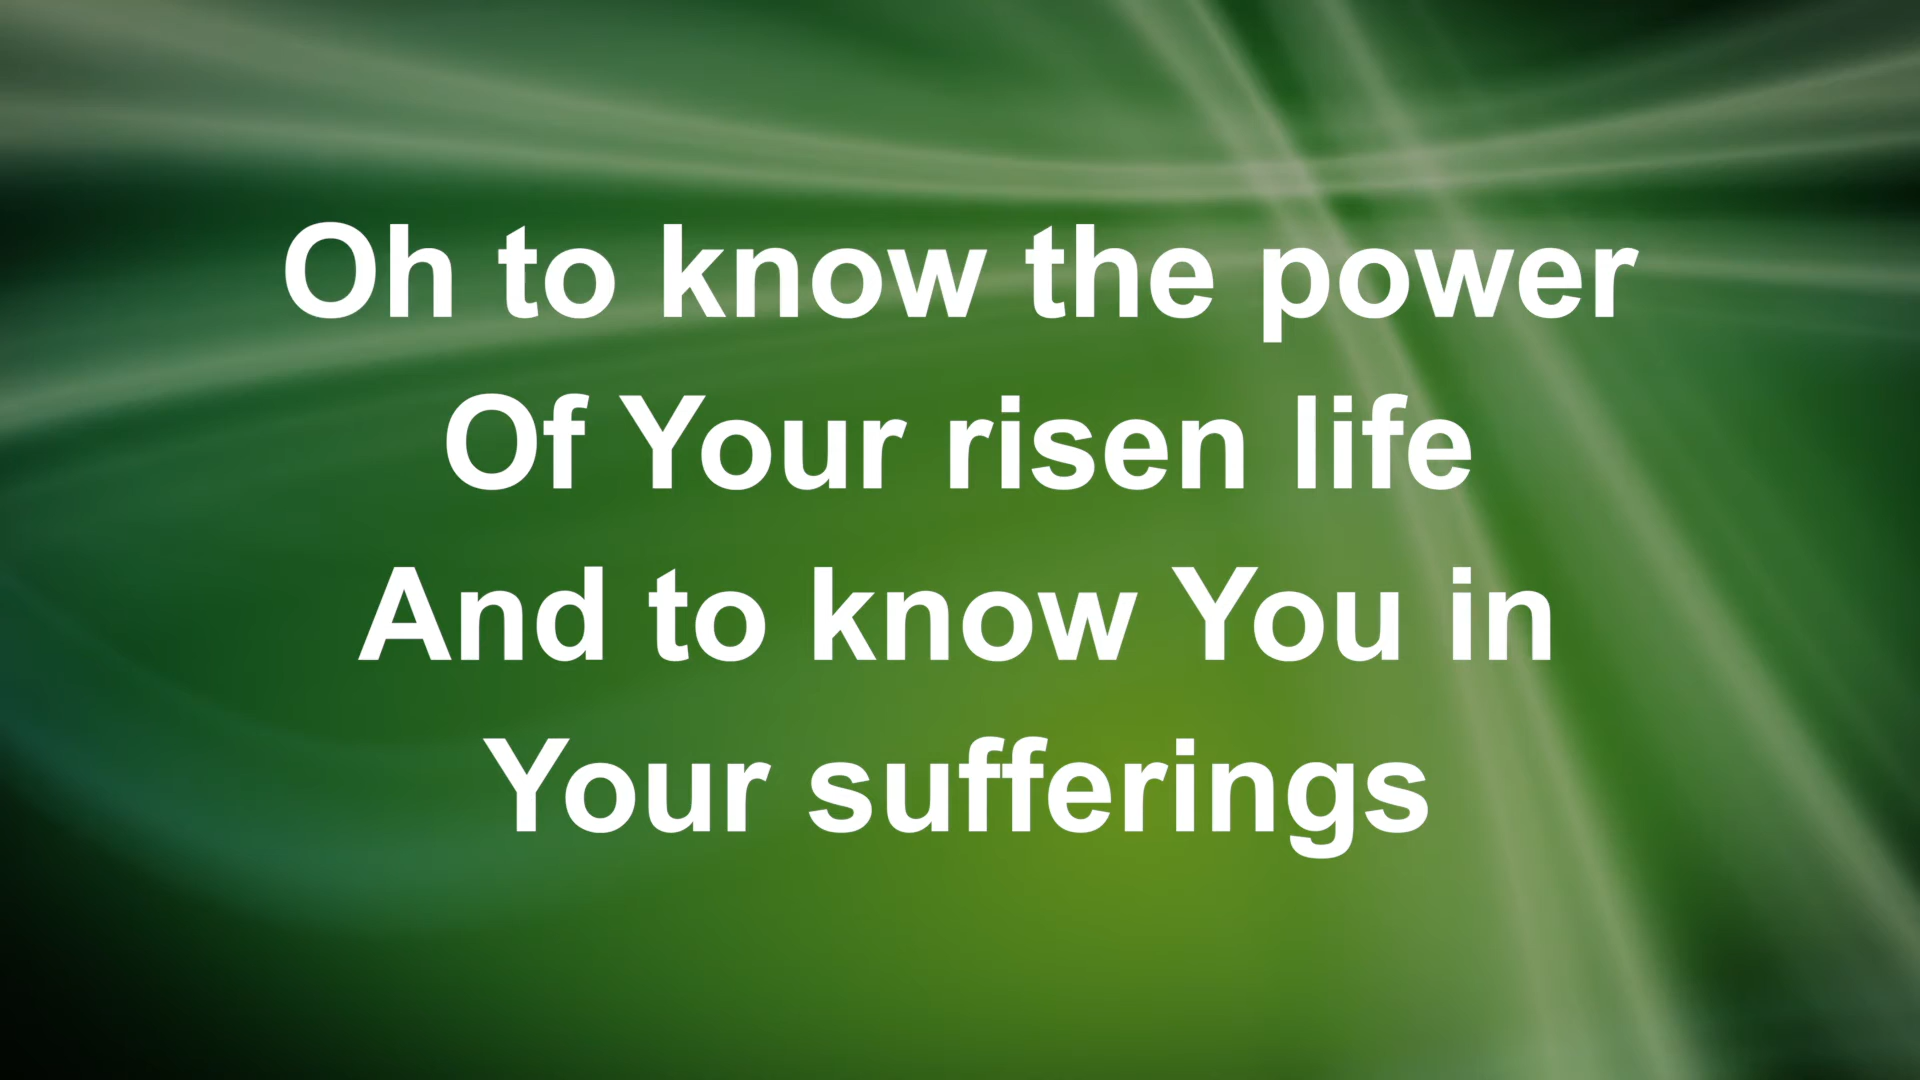 Oh to know the power
Of Your risen life
And to know You in
Your sufferings